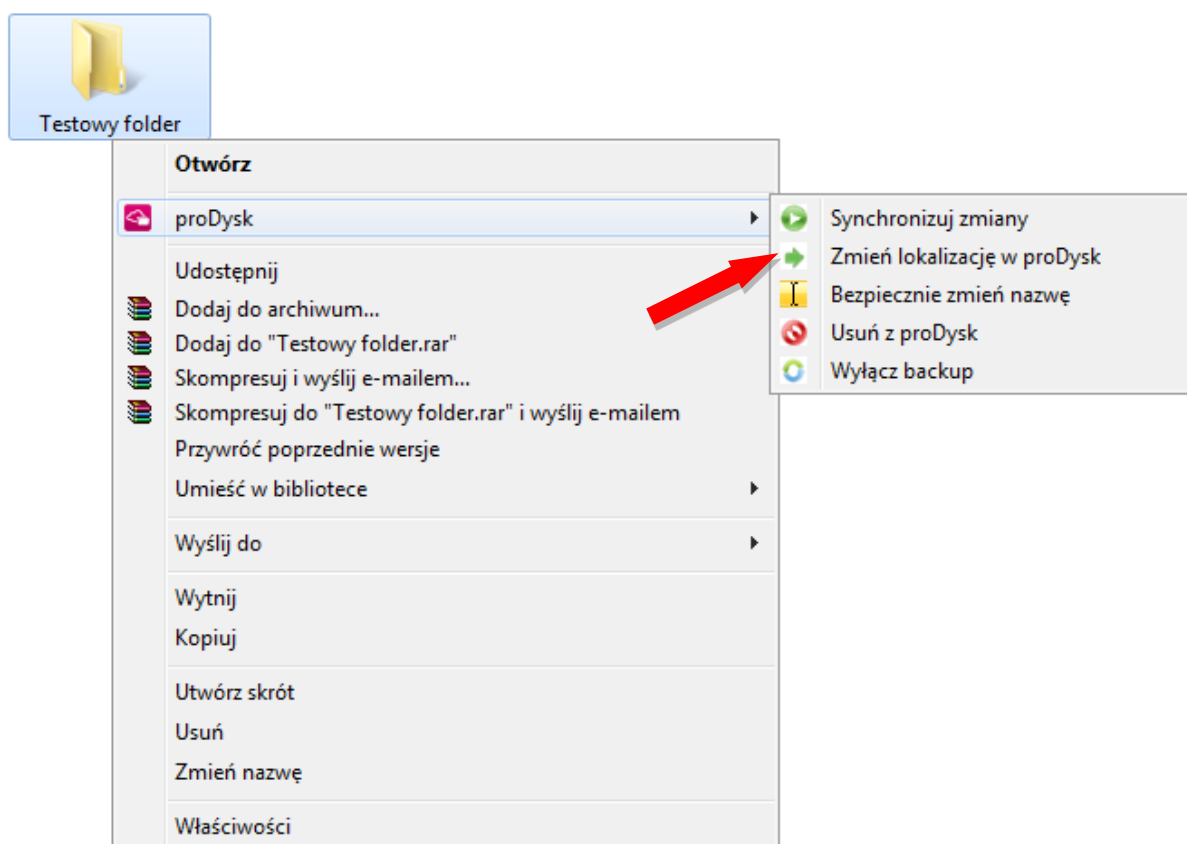 Testowy folder
Otwórz
proDysk
Udostępnij
Dodaj do archiwum...
Dodaj do "Testowy folder.rar"
Skompresuj i wyślij e-mailem...
Skompresuj do "Testowy folder.rar" i wyślij e-mailem
Przywróć poprzednie wersje
Umieść w bibliotece
Wyślij do
Wytnij
Kopiuj
Utwórz skrót
Usuń
Zmień nazwę
Właściwości
Synchronizuj zmiany
Zmień lokalizację w proDysk
Bezpiecznie zmień nazwę
Usuń z proDysk
Wyłącz backup